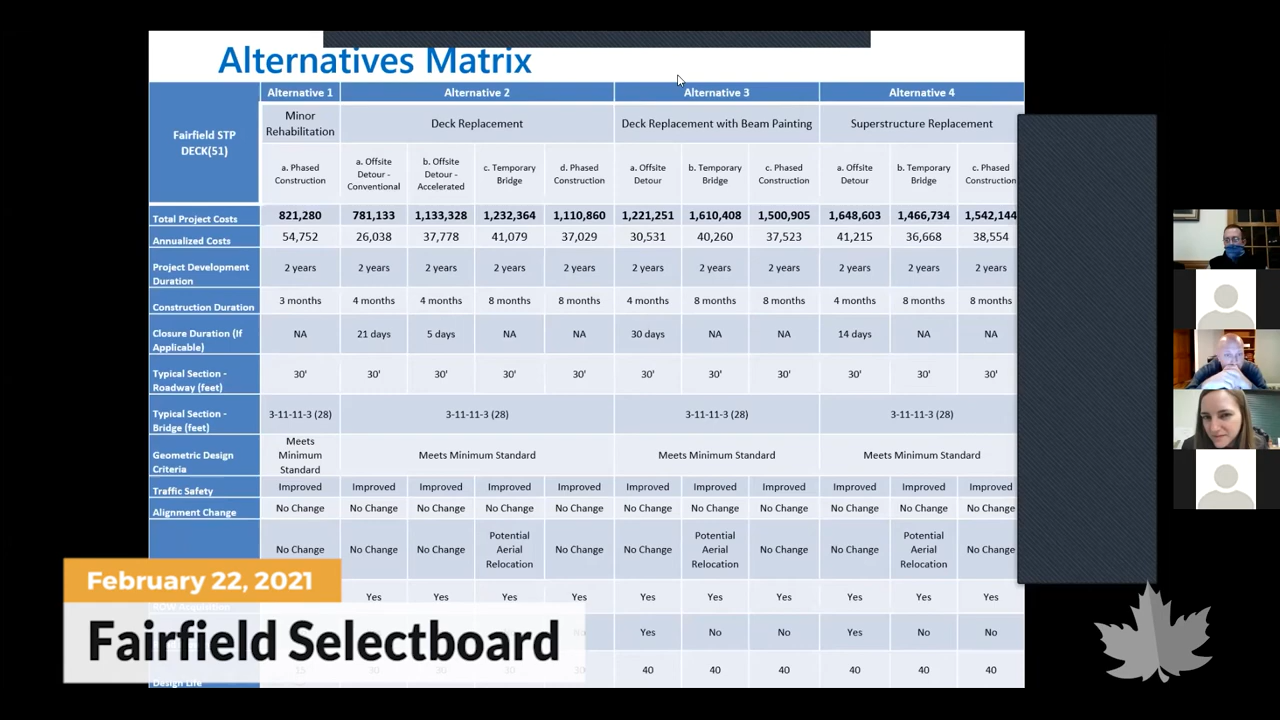 Alternatives Matrix
Fairfield STP DECK(51) Alternative 1 Alternative 2 Alternative 3 Alternative 4
Minor Rehabilitation Deck Replacement Deck Replacement with Beam Painting Superstructure Replacement
a. Phased Construction a. Offsite Detour - Conventional b. Offsite Detour - Accelerated c. Temporary Bridge d. Phased Construction a. Offsite Detour b. Temporary Bridge c. Phased Construction a. Offsite Detour b. Temporary Bridge c. Phased Construction
Total Project Costs 821,280 781,133 1,133,328 1,232,364 1,110,860 1,221,251 1,610,408 1,500,905 1,648,603 1,466,734 1,542,144
Annualized Costs 54,752 26,038 37,778 41,079 37,029 30,531 40,260 37,523 41,215 36,668 38,554
Project Development Duration 2 years 2 years 2 years 2 years 2 years 2 years 2 years 2 years 2 years 2 years 2 years
Construction Duration 3 months 4 months 4 months 8 months 8 months 4 months 8 months 8 months 4 months 8 months 8 months
Closure Duration (If Applicable) NA 21 days 5 days NA NA 30 days NA NA 14 days NA NA
Typical Section - Roadway (feet) 30' 30' 30' 30' 30' 30' 30' 30' 30' 30' 30'
Typical Section - Bridge (feet) 3-11-11-3 (28) 3-11-11-3 (28) 3-11-11-3 (28) 3-11-11-3 (28)
Geometric Design Criteria Meets Minimum Standard Meets Minimum Standard Meets Minimum Standard Meets Minimum Standard
Traffic Safety Improved Improved Improved Improved Improved Improved Improved Improved Improved Improved Improved
Alignment Change No Change No Change No Change No Change No Change No Change No Change No Change No Change No Change No Change
No Change No Change No Change Potential Aerial Relocation No Change No Change Potential Aerial Relocation No Change No Change Potential Aerial Relocation No Change
ROW Acquisition Yes Yes Yes Yes Yes Yes Yes Yes Yes Yes
No Yes No No Yes No No
Design Life 15 30 30 30 30 40 40 40 40 40 40
February 22, 2021
Fairfield Selectboard